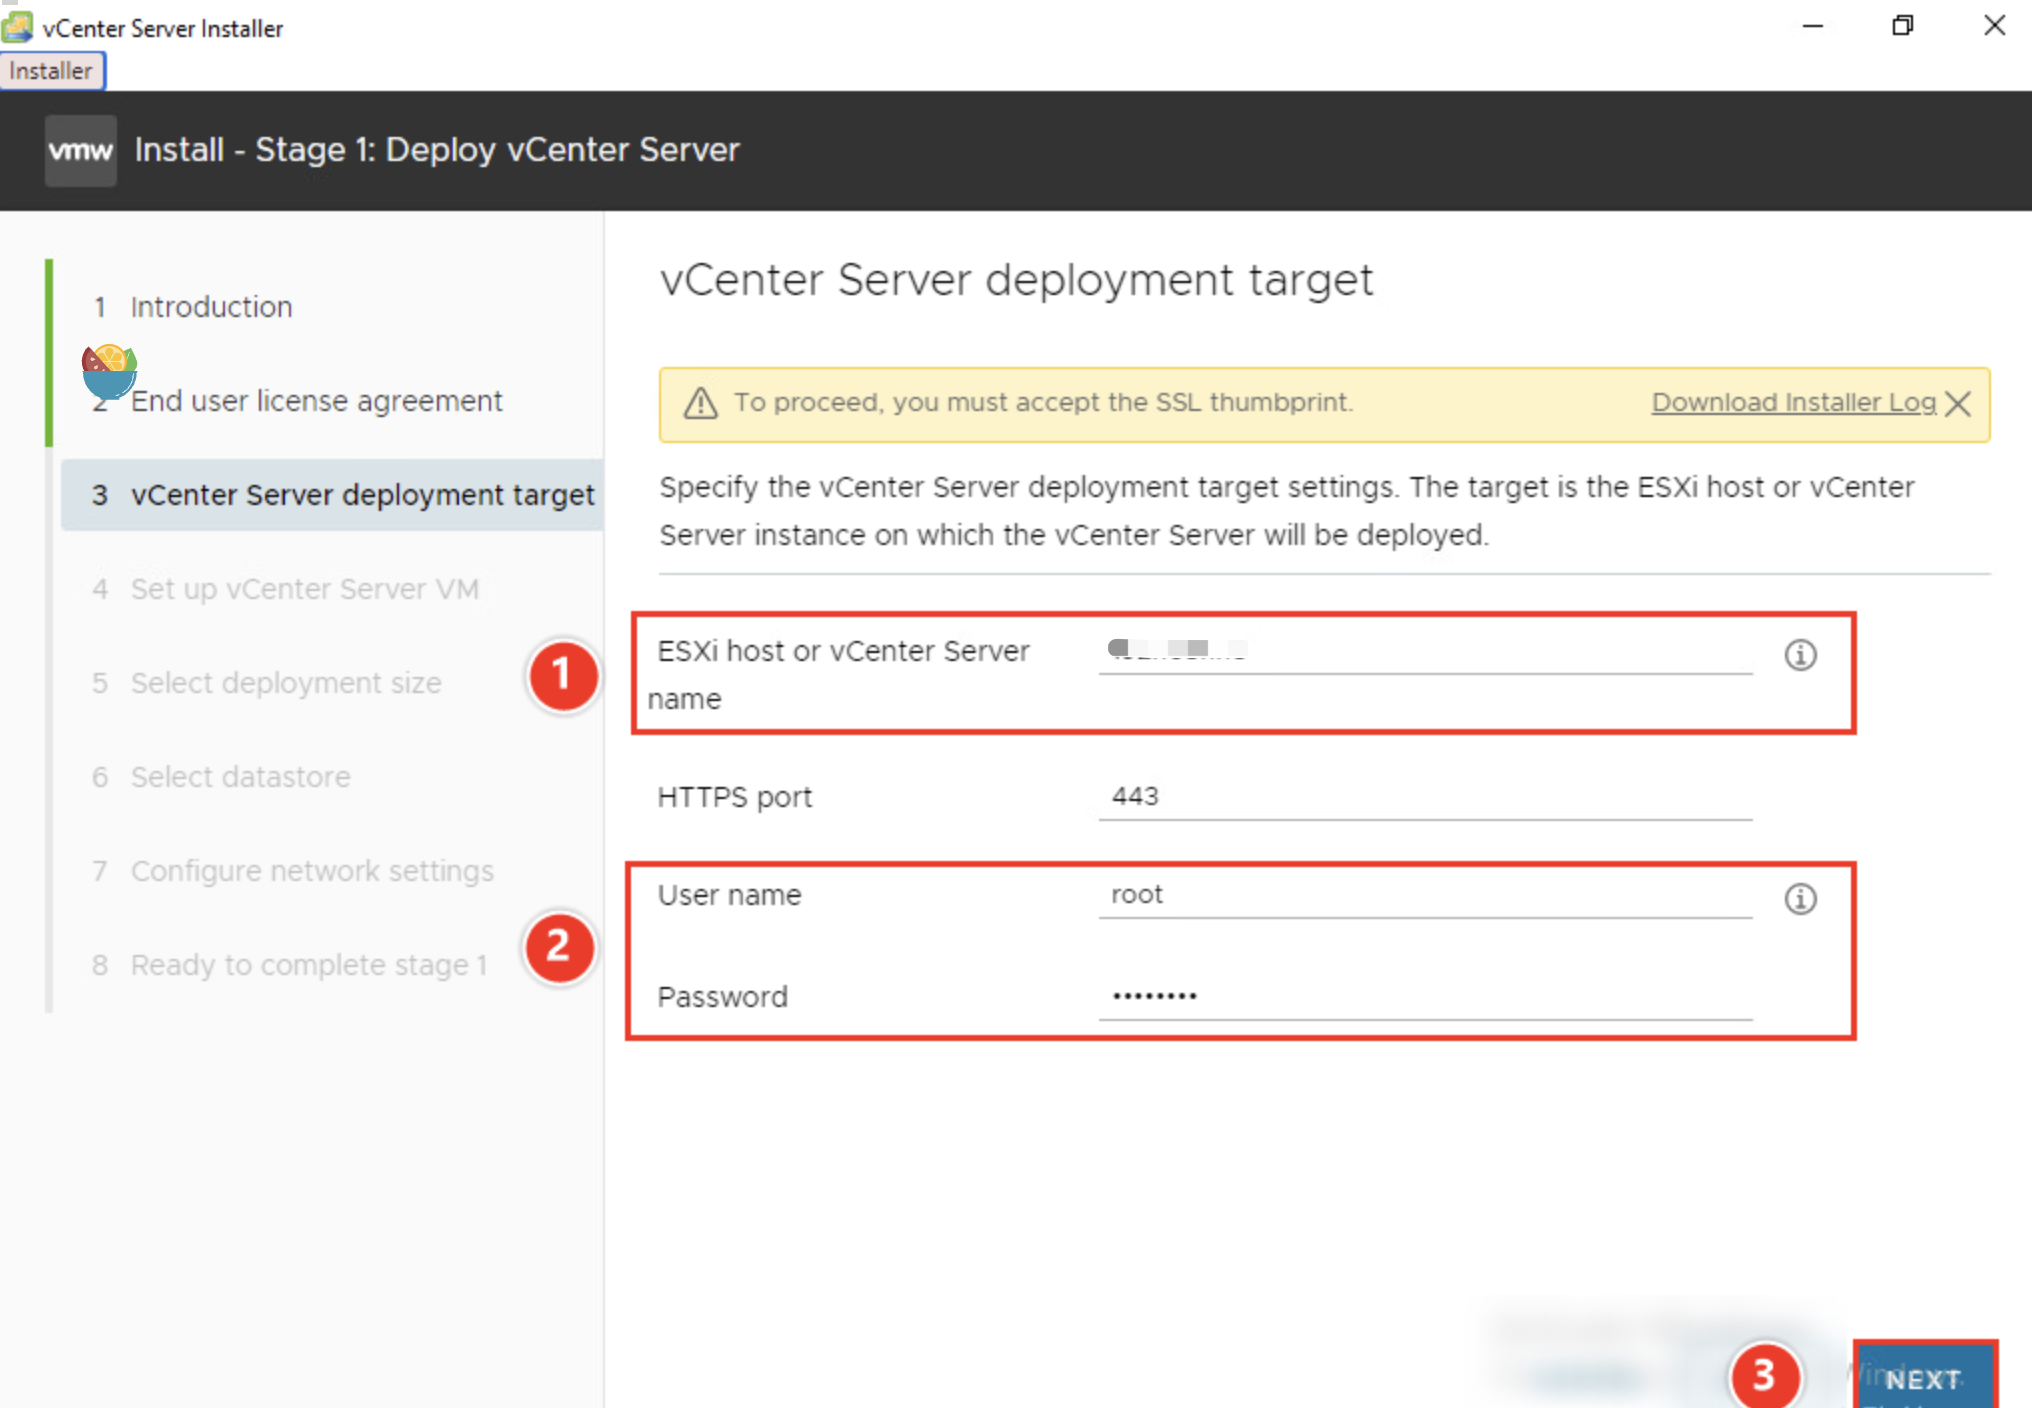 vCenter Server Installer
Installer
vmw Install - Stage 1: Deploy vCenter Server
1 Introduction
2 End user license agreement
3 vCenter Server deployment target
4 Set up vCenter Server VM
5 Select deployment size
6 Select datastore
7 Configure network settings
8 Ready to complete stage 1
vCenter Server deployment target
To proceed, you must accept the SSL thumbprint. Download Installer Log
Specify the vCenter Server deployment target settings. The target is the ESXi host or vCenter
Server instance on which the vCenter Server will be deployed.
1
ESXi host or vCenter Server
name
HTTPS port 443
2
User name root
Password ••••••••
3
NEXT